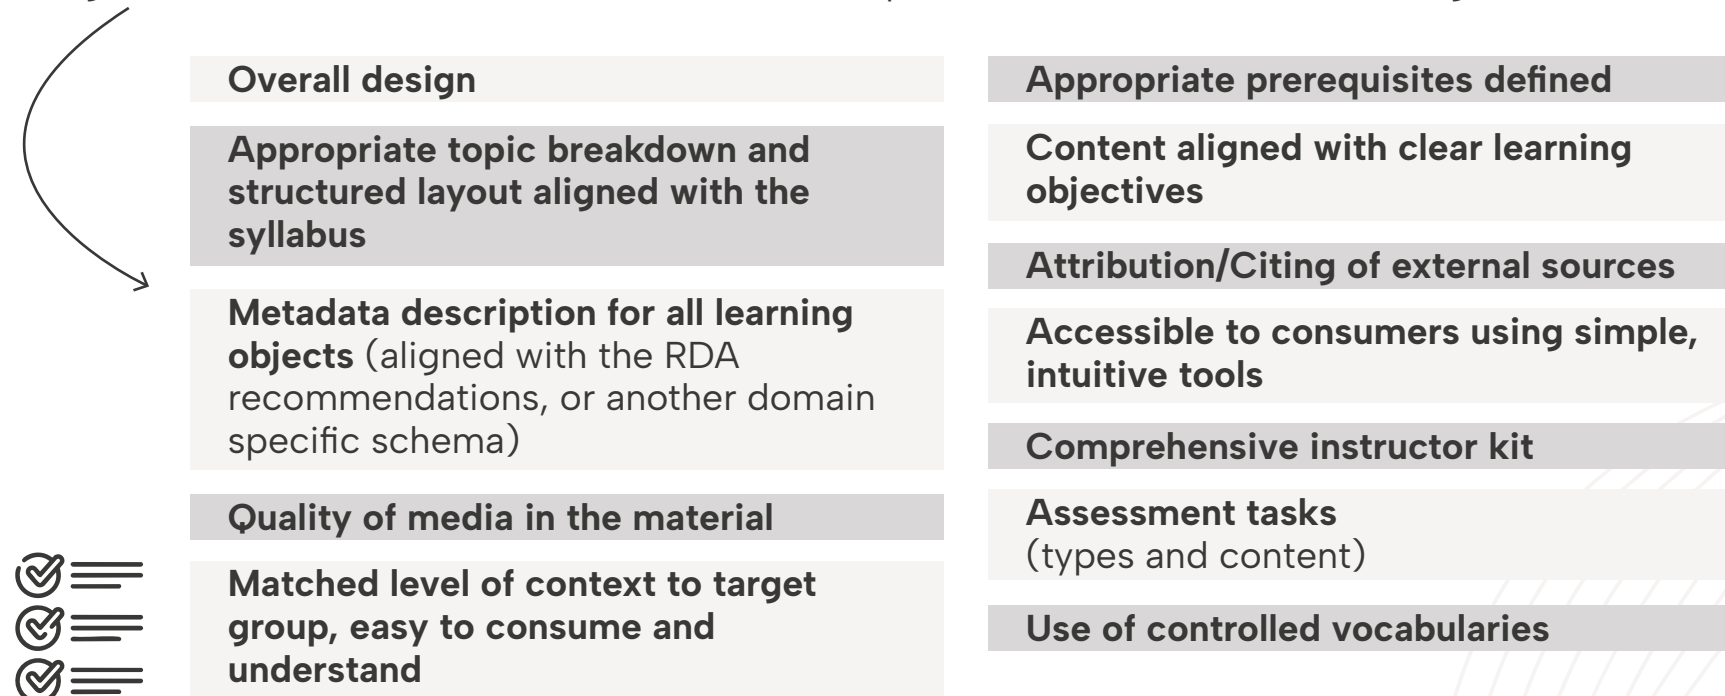 Overall design
Appropriate topic breakdown and
structured layout aligned with the
syllabus
Metadata description for all learning
objects (aligned with the RDA
recommendations, or another domain
specific schema)
Quality of media in the material
Matched level of context to target
group, easy to consume and
understand
Appropriate prerequisites defined
Content aligned with clear learning
objectives
Attribution/Citing of external sources
Accessible to consumers using simple,
intuitive tools
Comprehensive instructor kit
Assessment tasks
(types and content)
Use of controlled vocabularies